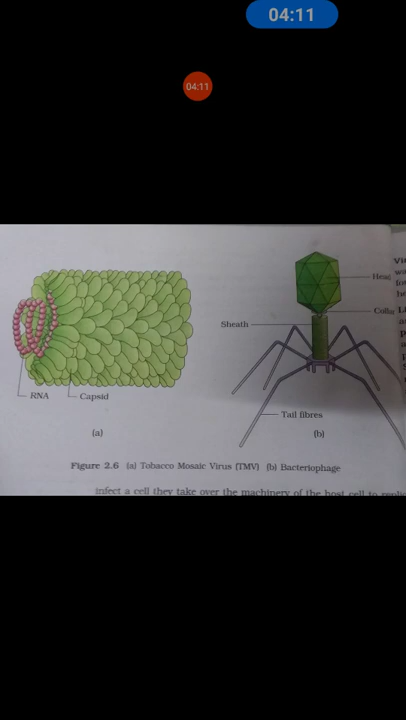 04:11
04:11
Head
Collar
Sheath
RNA
Capsid
Tail fibres
(a)
(b)
Figure 2.6 (a) Tobacco Mosaic Virus (TMV) (b) Bacteriophage
infect a cell they take over the machinery of the host cell to